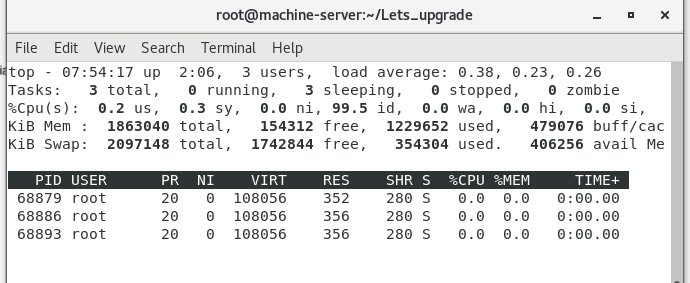 root@machine-server:~/Lets_upgrade
File Edit View Search Terminal Help
top - 07:54:17 up  2:06,  3 users,  load average: 0.38, 0.23, 0.26
Tasks:   3 total,   0 running,   3 sleeping,   0 stopped,   0 zombie
%Cpu(s):  0.2 us,  0.3 sy,  0.0 ni, 99.5 id,  0.0 wa,  0.0 hi,  0.0 si,
KiB Mem :  1863040 total,   154312 free,  1229652 used,   479076 buff/cac
KiB Swap:  2097148 total,  1742844 free,   354304 used.   406256 avail Me
PID USER      PR  NI    VIRT    RES    SHR S  %CPU %MEM     TIME+
68879 root      20   0  108056    352    280 S   0.0  0.0   0:00.00
68886 root      20   0  108056    356    280 S   0.0  0.0   0:00.00
68893 root      20   0  108056    356    280 S   0.0  0.0   0:00.00